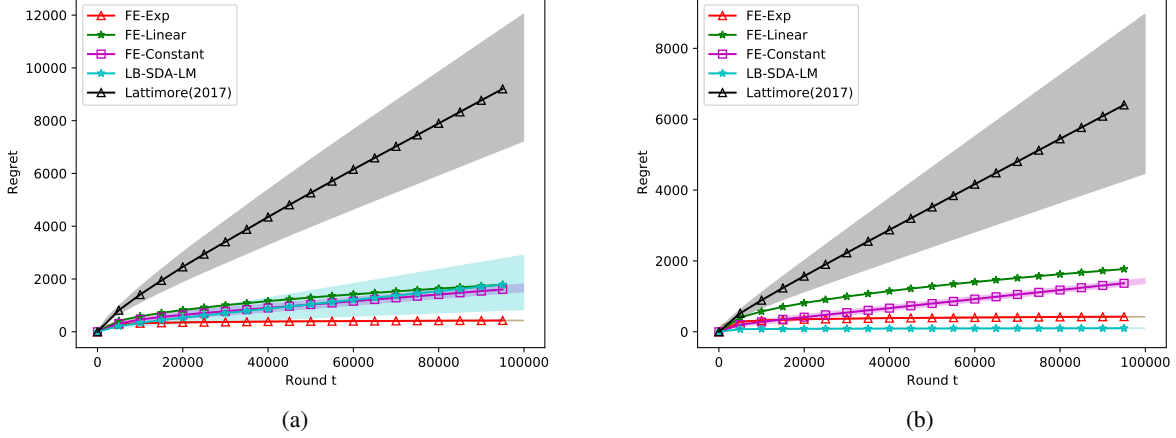 12000
10000
8000
6000
4000
2000
0
Regret
FE-Exp
FE-Linear
FE-Constant
LB-SDA-LM
Lattimore(2017)
0 20000 40000 60000 80000 100000
Round t
(a)
8000
6000
4000
2000
0
Regret
FE-Exp
FE-Linear
FE-Constant
LB-SDA-LM
Lattimore(2017)
0 20000 40000 60000 80000 100000
Round t
(b)